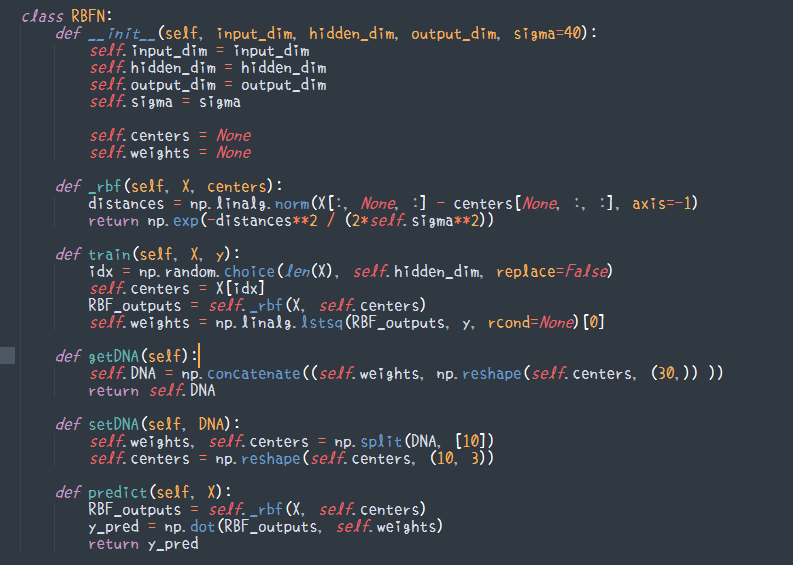 class RBFN:
    def __init__(self, input_dim, hidden_dim, output_dim, sigma=40):
        self.input_dim = input_dim
        self.hidden_dim = hidden_dim
        self.output_dim = output_dim
        self.sigma = sigma

        self.centers = None
        self.weights = None

    def _rbf(self, X, centers):
        distances = np.linalg.norm(X[:, None, :] - centers[None, :, :], axis=-1)
        return np.exp(-distances**2 / (2*self.sigma**2))

    def train(self, X, y):
        idx = np.random.choice(len(X), self.hidden_dim, replace=False)
        self.centers = X[idx]
        RBF_outputs = self._rbf(X, self.centers)
        self.weights = np.linalg.lstsq(RBF_outputs, y, rcond=None)[0]

    def getDNA(self):
        self.DNA = np.concatenate((self.weights, np.reshape(self.centers, (30,)) ))
        return self.DNA

    def setDNA(self, DNA):
        self.weights, self.centers = np.split(DNA, [10])
        self.centers = np.reshape(self.centers, (10, 3))

    def predict(self, X):
        RBF_outputs = self._rbf(X, self.centers)
        y_pred = np.dot(RBF_outputs, self.weights)
        return y_pred